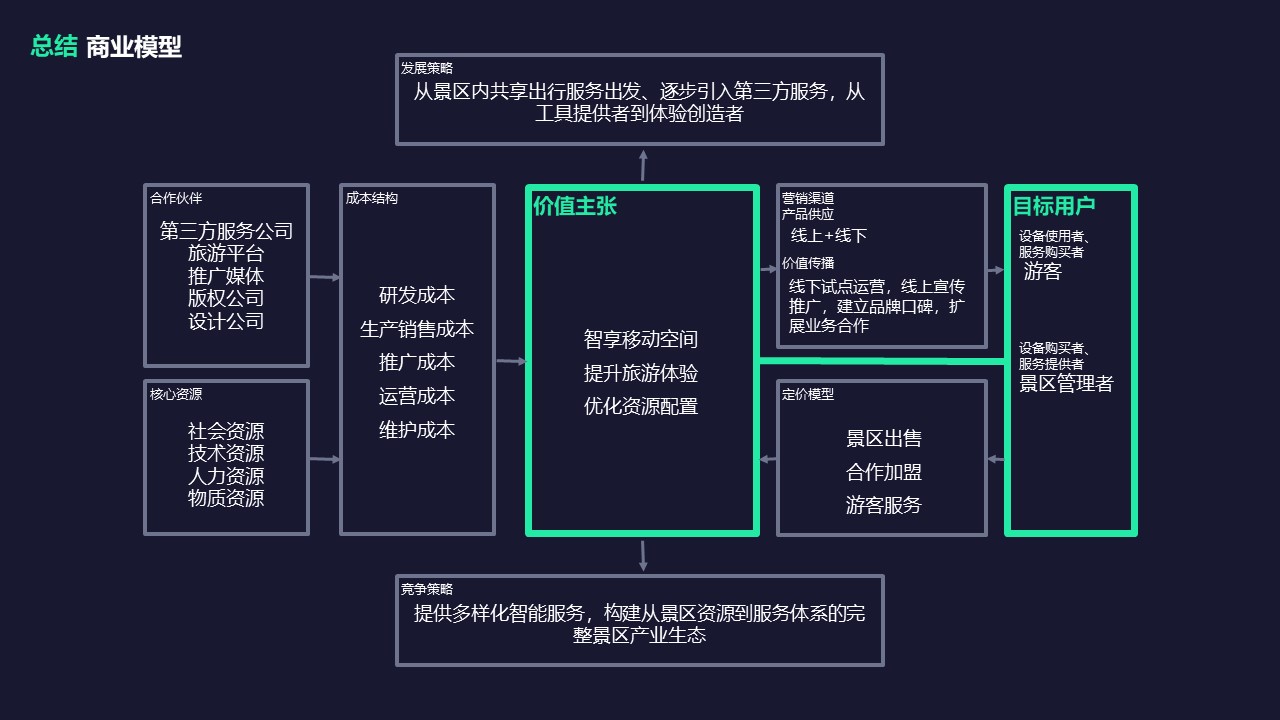 总结 商业模型
发展策略
从景区内共享出行服务出发、逐步引入第三方服务，从
工具提供者到体验创造者
合作伙伴
第三方服务公司
旅游平台
推广媒体
版权公司
设计公司
核心资源
社会资源
技术资源
人力资源
物质资源
成本结构
研发成本
生产销售成本
推广成本
运营成本
维护成本
价值主张
智享移动空间
提升旅游体验
优化资源配置
营销渠道
产品供应
线上+线下
价值传播
线下试点运营，线上宣传
推广，建立品牌口碑，扩
展业务合作
定价模型
景区出售
合作加盟
游客服务
目标用户
设备使用者、
服务购买者
游客
设备购买者、
服务提供者
景区管理者
竞争策略
提供多样化智能服务，构建从景区资源到服务体系的完
整景区产业生态